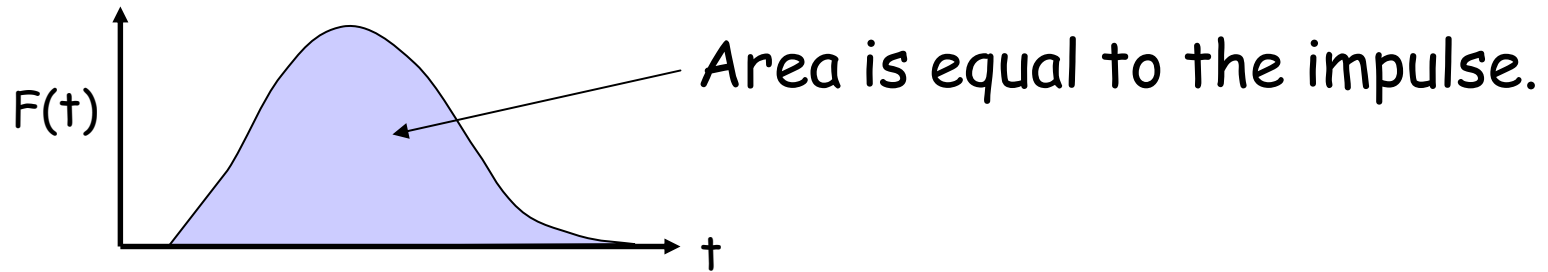 Area is equal to the impulse.
F(t)
t